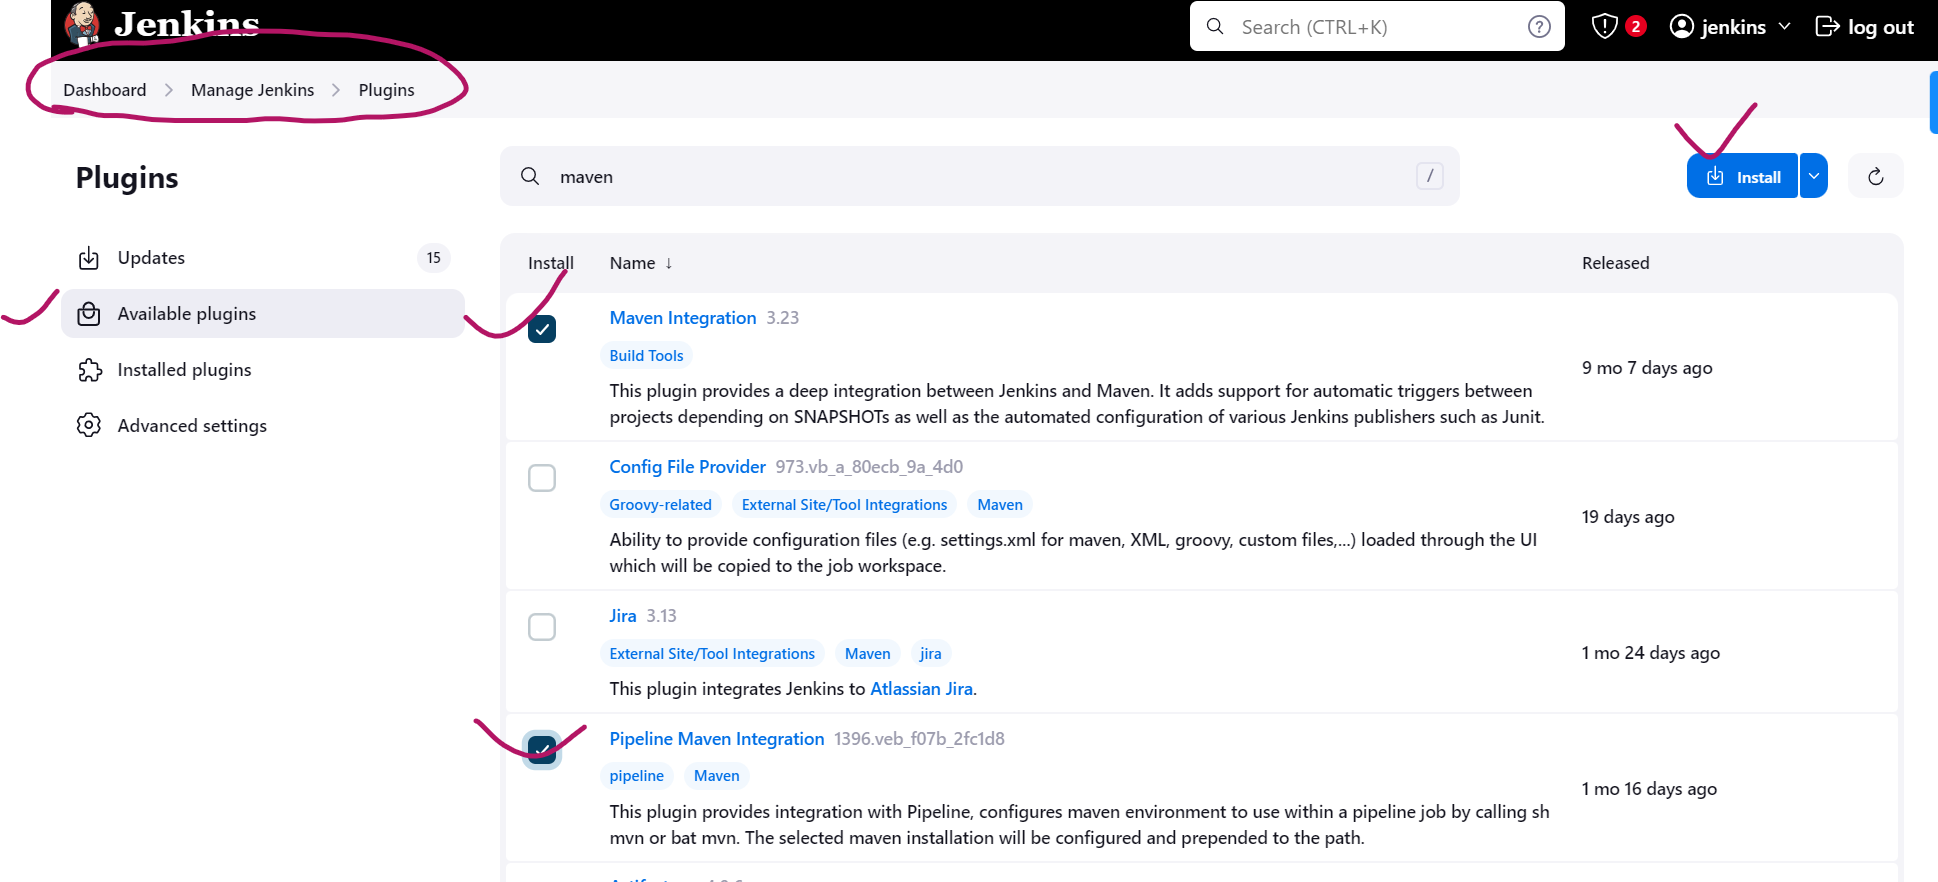 Jenkins
Search (CTRL+K)
2
jenkins
log out
Dashboard
Manage Jenkins
Plugins
Plugins
maven
/
Install
Updates
15
Available plugins
Installed plugins
Advanced settings
Install
Name ↓
Released
Maven Integration 3.23
Build Tools
This plugin provides a deep integration between Jenkins and Maven. It adds support for automatic triggers between
projects depending on SNAPSHOTs as well as the automated configuration of various Jenkins publishers such as Junit.
9 mo 7 days ago
Config File Provider 973.vb_a_80ecb_9a_4d0
Groovy-related
External Site/Tool Integrations
Maven
Ability to provide configuration files (e.g. settings.xml for maven, XML, groovy, custom files,...) loaded through the UI
which will be copied to the job workspace.
19 days ago
Jira 3.13
External Site/Tool Integrations
Maven
jira
This plugin integrates Jenkins to Atlassian Jira.
1 mo 24 days ago
Pipeline Maven Integration 1396.veb_f07b_2fc1d8
pipeline
Maven
This plugin provides integration with Pipeline, configures maven environment to use within a pipeline job by calling sh
mvn or bat mvn. The selected maven installation will be configured and prepended to the path.
1 mo 16 days ago